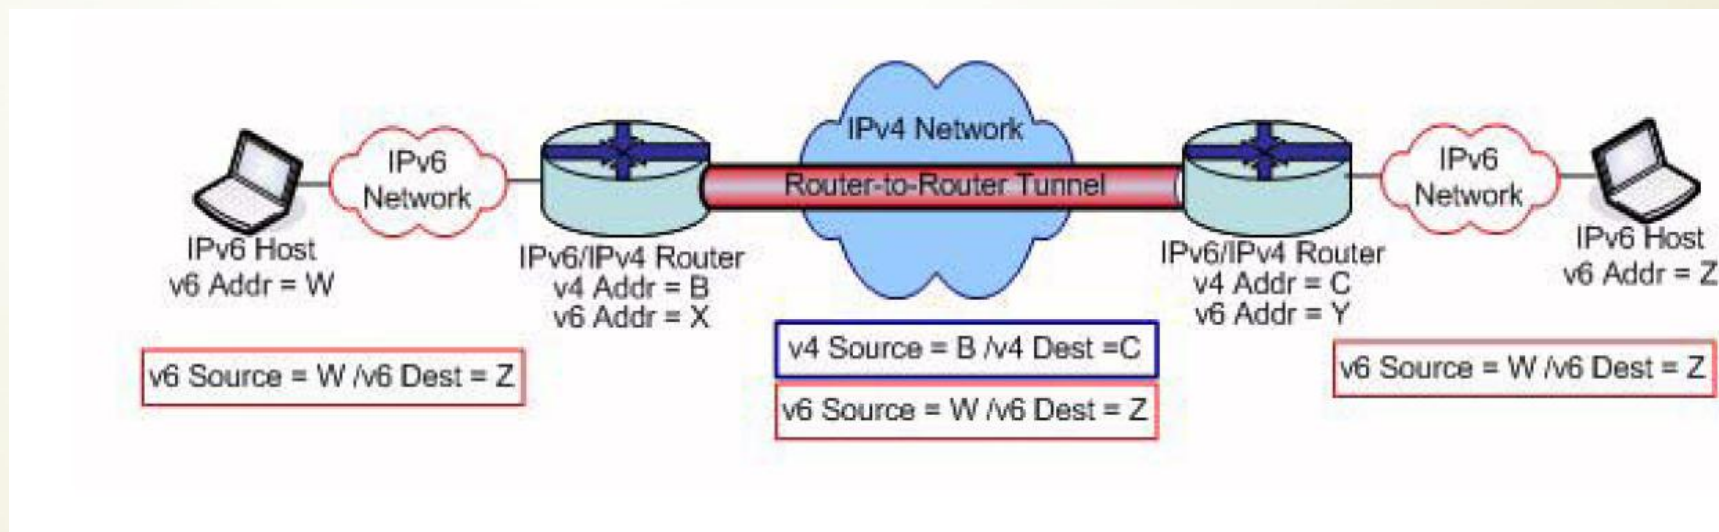 IPv4 Network
Router-to-Router Tunnel
IPv6
Network
IPv6
Network
IPv6 Host
v6 Addr = W
IPv6/IPv4 Router
v4 Addr = B
v6 Addr = X
IPv6/IPv4 Router
v4 Addr = C
v6 Addr = Y
IPv6 Host
v6 Addr = Z
v6 Source = W /v6 Dest = Z
v4 Source = B /v4 Dest =C
v6 Source = W /v6 Dest = Z
v6 Source = W /v6 Dest = Z